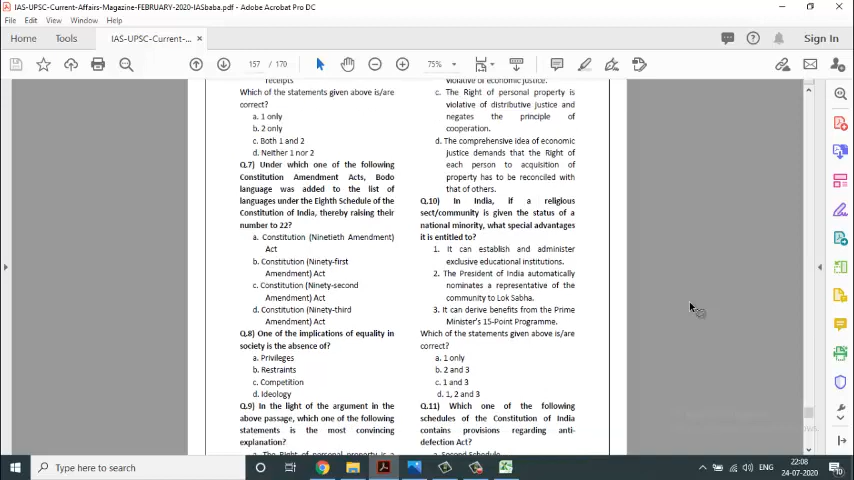 IAS-UPSC-Current-Affairs-Magazine-FEBRUARY-2020-IASbaba.pdf - Adobe Acrobat Pro DC
File Edit View Window Help
Home Tools IAS-UPSC-Current-... × Sign In
157 / 170 75%
receipts
Which of the statements given above is/are
correct?
a. 1 only
b. 2 only
c. Both 1 and 2
d. Neither 1 nor 2
Q.7) Under which one of the following
Constitution Amendment Acts, Bodo
language was added to the list of
languages under the Eighth Schedule of the
Constitution of India, thereby raising their
number to 22?
a. Constitution (Ninetieth Amendment)
Act
b. Constitution (Ninety-first
Amendment) Act
c. Constitution (Ninety-second
Amendment) Act
d. Constitution (Ninety-third
Amendment) Act
Q.8) One of the implications of equality in
society is the absence of?
a. Privileges
b. Restraints
c. Competition
d. Ideology
Q.9) In the light of the argument in the
above passage, which one of the following
statements is the most convincing
explanation?
a. The Right of personal property is a
violative of economic justice.
c. The Right of personal property is
violative of distributive justice and
negates the principle of
cooperation.
d. The comprehensive idea of economic
justice demands that the Right of
each person to acquisition of
property has to be reconciled with
that of others.
Q.10) In India, if a religious
sect/community is given the status of a
national minority, what special advantages
it is entitled to?
1. It can establish and administer
exclusive educational institutions.
2. The President of India automatically
nominates a representative of the
community to Lok Sabha.
3. It can derive benefits from the Prime
Minister's 15-Point Programme.
Which of the statements given above is/are
correct?
a. 1 only
b. 2 and 3
c. 1 and 3
d. 1, 2 and 3
Q.11) Which one of the following
schedules of the Constitution of India
contains provisions regarding anti-
defection Act?
a. Second Schedule
Type here to search
ENG
22:08
24-07-2020